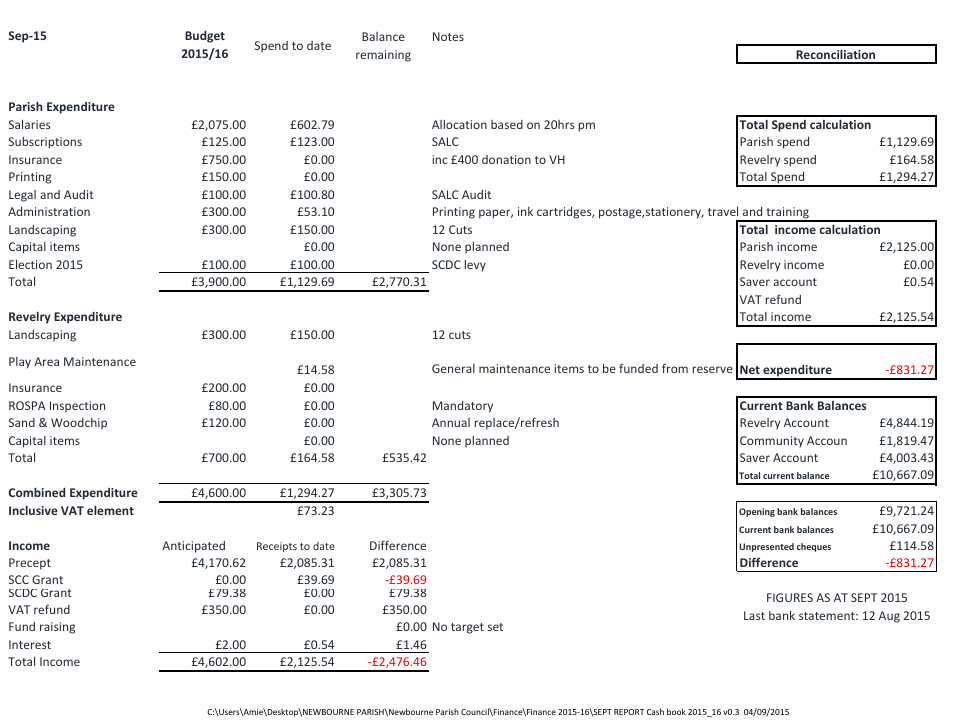 Sep-15 Budget 2015/16 Spend to date Balance remaining Notes
Reconciliation
Parish Expenditure
Salaries £2,075.00 £602.79 Allocation based on 20hrs pm
Subscriptions £125.00 £123.00 SALC
Insurance £750.00 £0.00 inc £400 donation to VH
Printing £150.00 £0.00
Legal and Audit £100.00 £100.80 SALC Audit
Administration £300.00 £53.10 Printing paper, ink cartridges, postage,stationery, travel and training
Landscaping £300.00 £150.00 12 Cuts
Capital items £0.00 None planned
Election 2015 £100.00 £100.00 SCDC levy
Total £3,900.00 £1,129.69 £2,770.31
Revelry Expenditure
Landscaping £300.00 £150.00 12 cuts
Play Area Maintenance £14.58 General maintenance items to be funded from reserve
Insurance £200.00 £0.00
ROSPA Inspection £80.00 £0.00 Mandatory
Sand & Woodchip £120.00 £0.00 Annual replace/refresh
Capital items £0.00 None planned
Total £700.00 £164.58 £535.42
Combined Expenditure £4,600.00 £1,294.27 £3,305.73
Inclusive VAT element £73.23
Income Anticipated Receipts to date Difference
Precept £4,170.62 £2,085.31 £2,085.31
SCC Grant £0.00 £39.69 -£39.69
SCDC Grant £79.38 £0.00 £79.38
VAT refund £350.00 £0.00 £350.00
Fund raising £0.00 No target set
Interest £2.00 £0.54 £1.46
Total Income £4,602.00 £2,125.54 -£2,476.46
Total Spend calculation
Parish spend £1,129.69
Revelry spend £164.58
Total Spend £1,294.27
Total income calculation
Parish income £2,125.00
Revelry income £0.00
Saver account £0.54
VAT refund
Total income £2,125.54
Net expenditure -£831.27
Current Bank Balances
Revelry Account £4,844.19
Community Accoun £1,819.47
Saver Account £4,003.43
Total current balance £10,667.09
Opening bank balances £9,721.24
Current bank balances £10,667.09
Unpresented cheques £114.58
Difference -£831.27
FIGURES AS AT SEPT 2015
Last bank statement: 12 Aug 2015
C:\Users\Amie\Desktop\NEWBOURNE PARISH\Newbourne Parish Council\Finance\Finance 2015-16\SEPT REPORT Cash book 2015_16 v0.3 04/09/2015